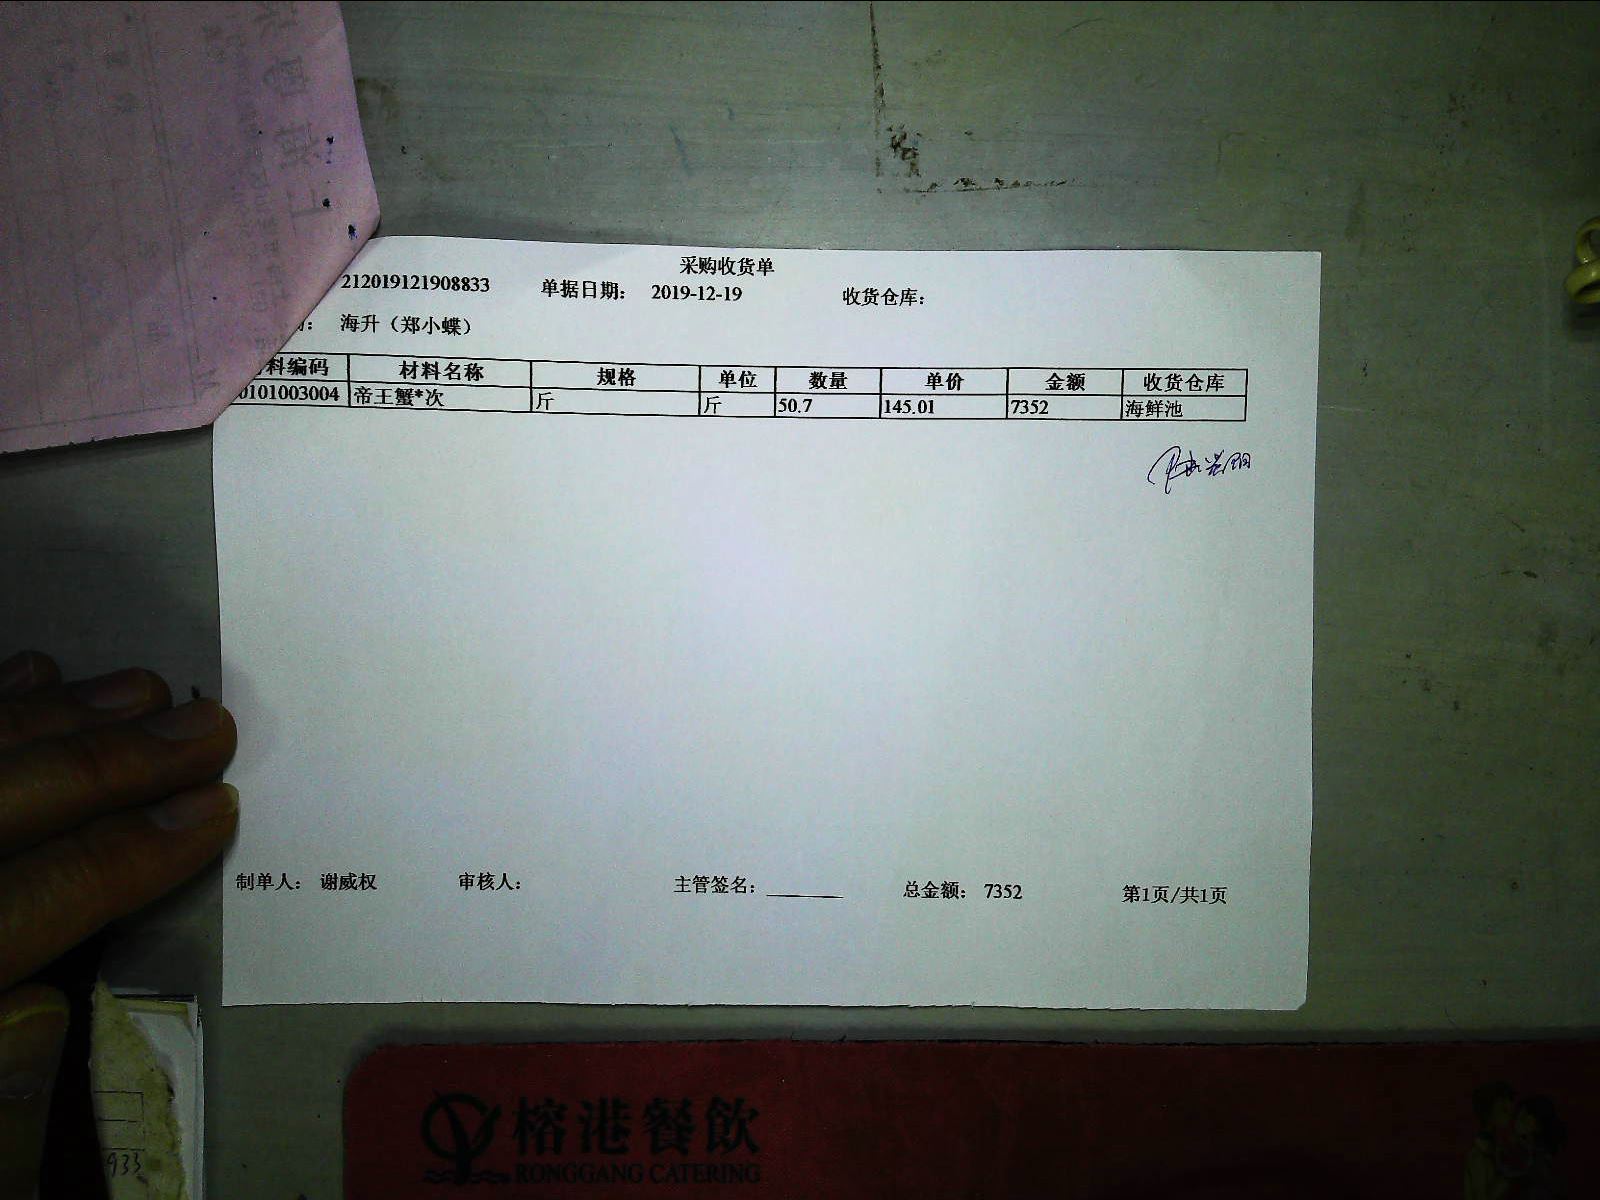 采购收货单
212019121908833 单据日期： 2019-12-19 收货仓库：
海升（郑小蝶）
料编码 材料名称 规格 单位 数量 单价 金额 收货仓库
0101003004 帝王蟹*次 斤 斤 50.7 145.01 7352 海鲜池
制单人： 谢威权 审核人： 主管签名： 总金额： 7352 第1页/共1页
933
榕港餐飲
RONGGANG CATERING